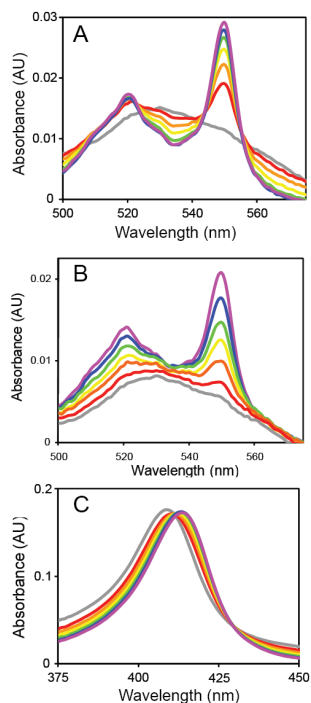 A
0.03
0.02
0.01
0
Absorbance (AU)
500 520 540 560
Wavelength (nm)
B
0.02
0.01
0
Absorbance (AU)
500 520 540 560
Wavelength (nm)
C
0.2
0.1
0
Absorbance (AU)
375 400 425 450
Wavelength (nm)